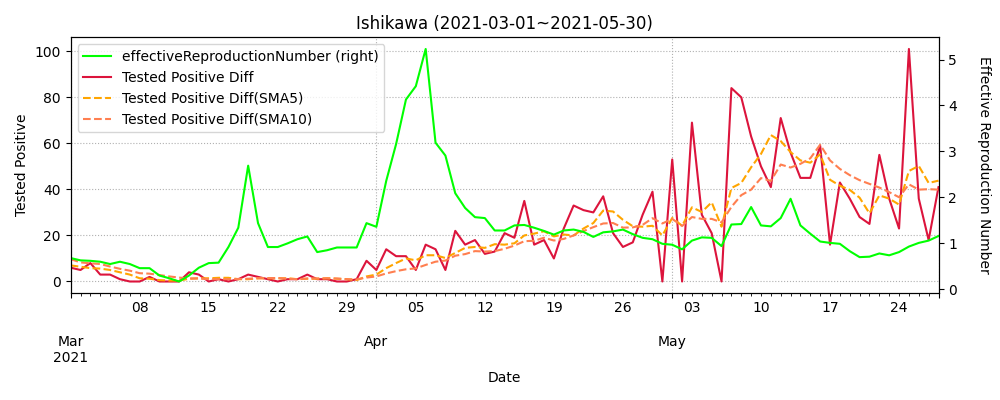 Ishikawa (2021-03-01~2021-05-30)
effectiveReproductionNumber (right)
Tested Positive Diff
Tested Positive Diff(SMA5)
Tested Positive Diff(SMA10)
Tested Positive
100
80
60
40
20
0
5
4
3
2
1
0
Effective Reproduction Number
08 15 22 29 05 12 19 26 03 10 17 24
Mar Apr May
2021
Date